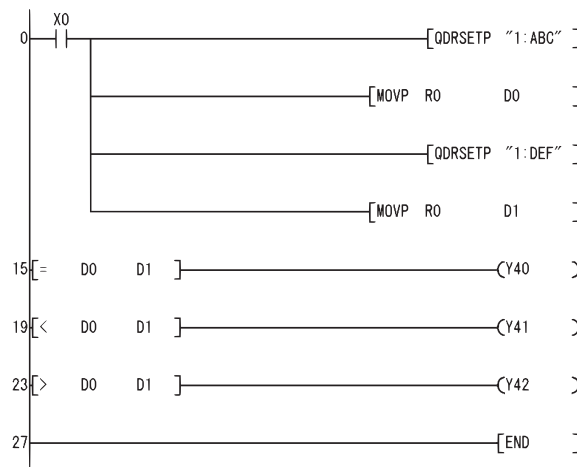 X0
0 [QDRSETP "1:ABC" ]
[MOVP R0 D0 ]
[QDRSETP "1:DEF" ]
[MOVP R0 D1 ]
15 [= D0 D1 ] (Y40 )
19 [< D0 D1 ] (Y41 )
23 [> D0 D1 ] (Y42 )
27 [END ]